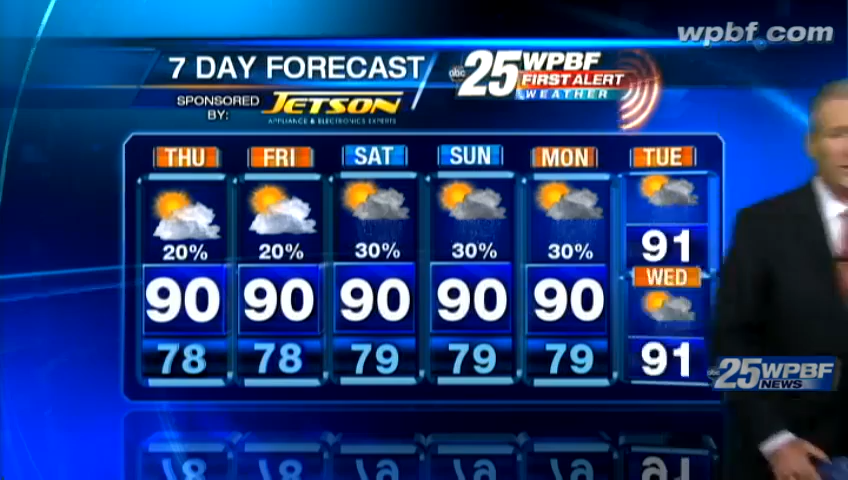 wpbf.com
7 DAY FORECAST
abc 25 WPBF
FIRST ALERT
WEATHER
SPONSORED BY:
JETSON
APPLIANCE & ELECTRONICS EXPERTS
THU FRI SAT SUN MON TUE
20% 20% 30% 30% 30%
91
WED
90 90 90 90 90
78 78 79 79 79
91
abc 25 WPBF
NEWS